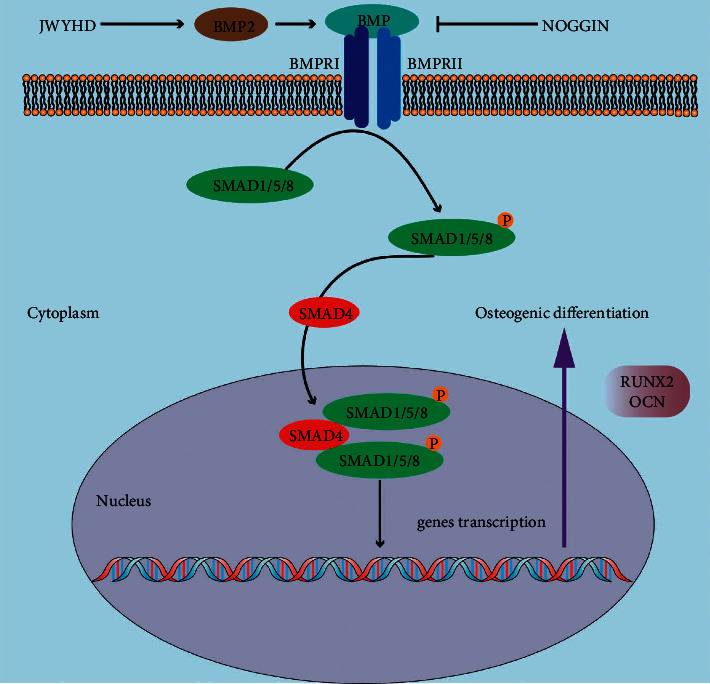 JWYHD
BMP2
BMP
NOGGIN
BMPRI
BMPRII
SMAD1/5/8
P
SMAD1/5/8
Cytoplasm
SMAD4
Osteogenic differentiation
RUNX2
OCN
P
SMAD1/5/8
SMAD4
P
SMAD1/5/8
Nucleus
genes transcription